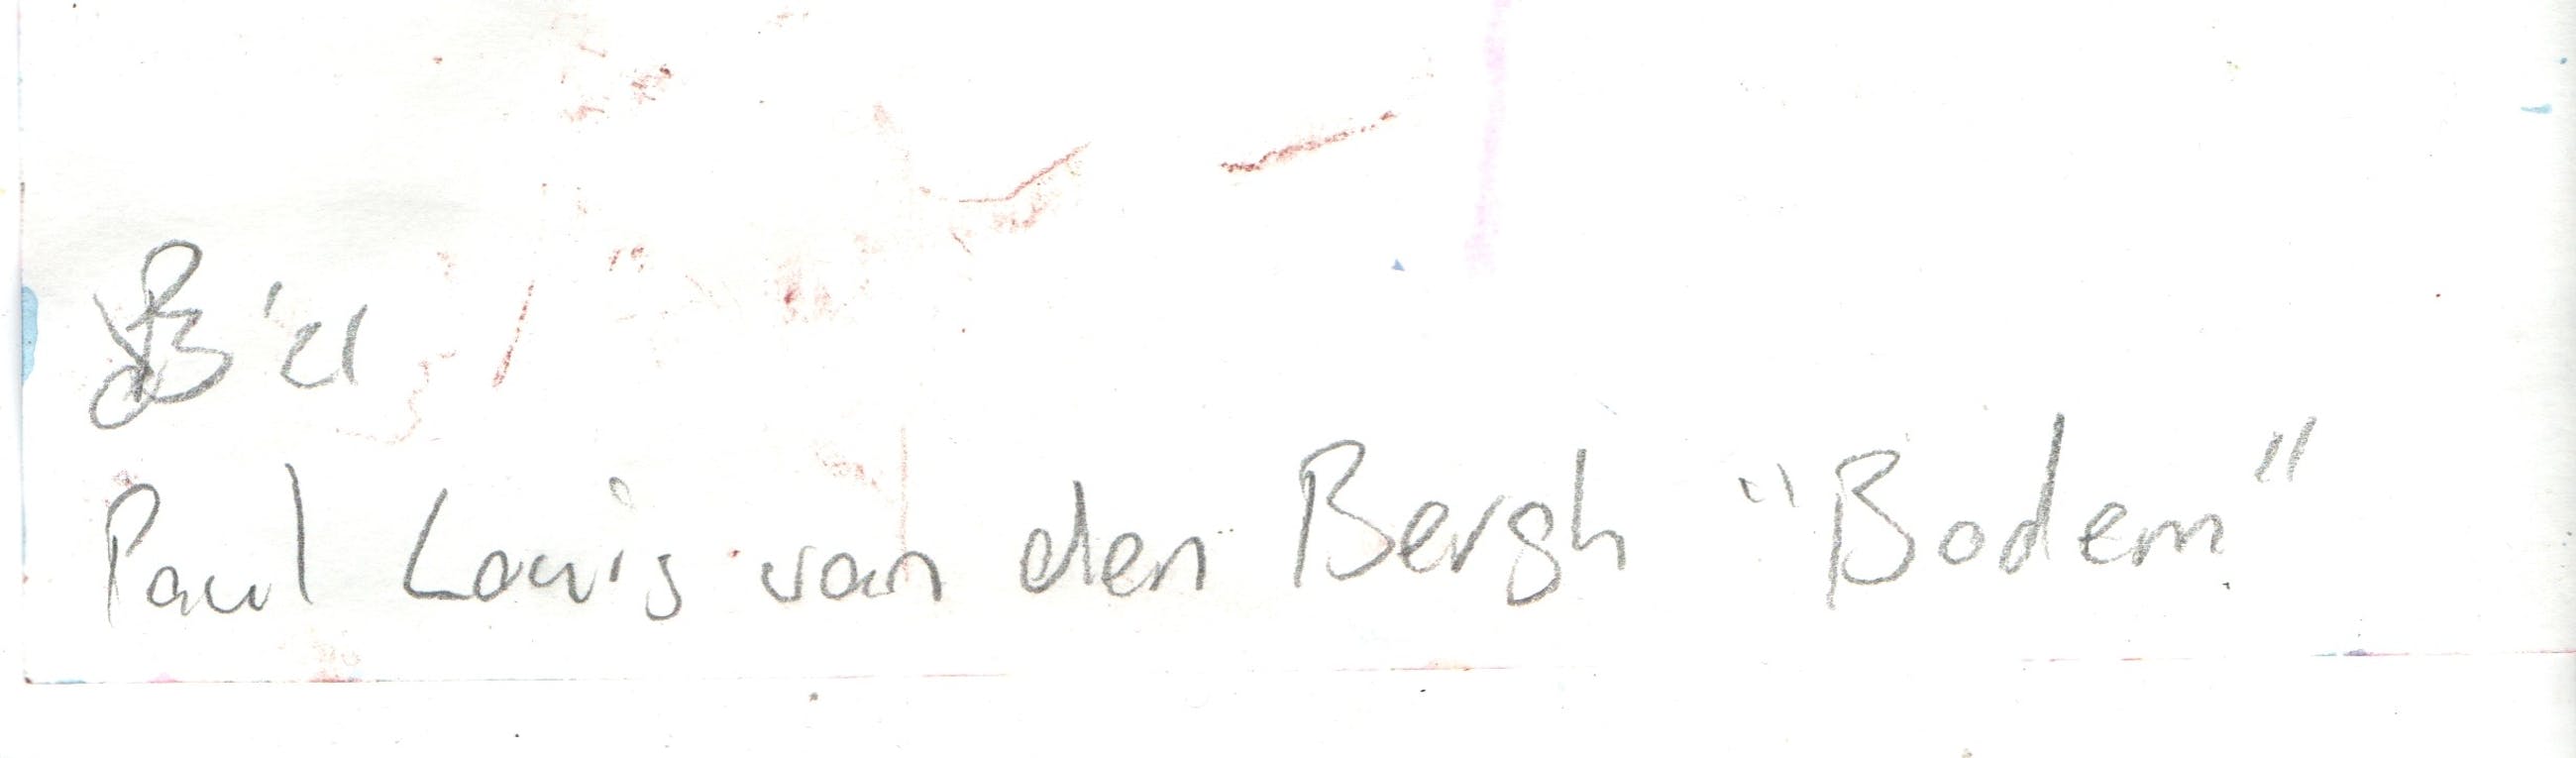 '21
Paul Louis van den Bergh "Bodem"